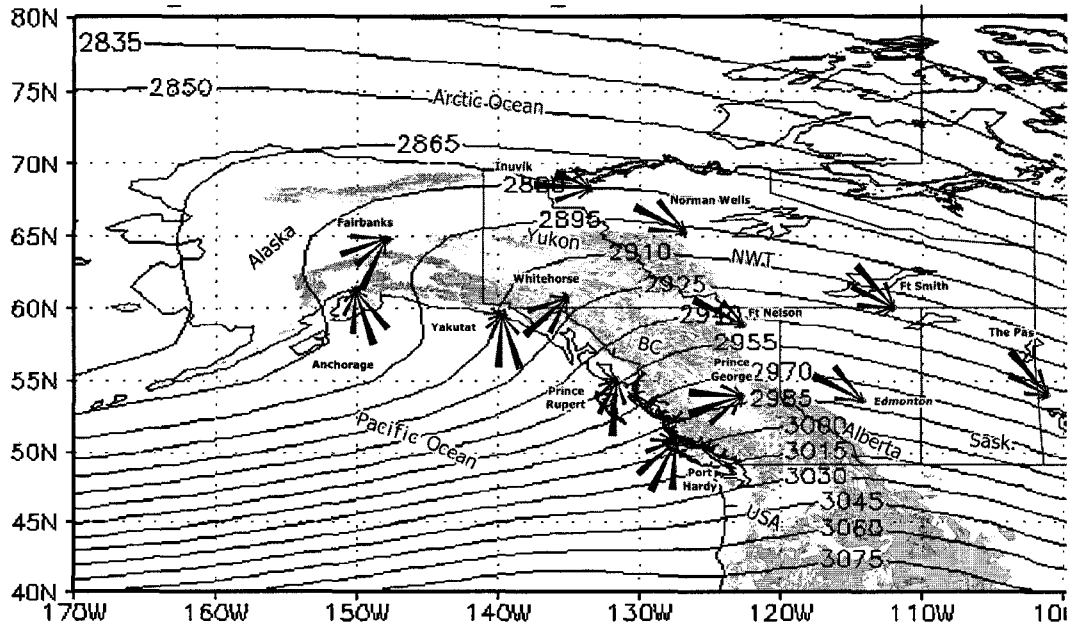 80N
2835
75N
2850
Arctic Ocean
70N
2865
Inuvik
Norman Wells
2895
65N
Fairbanks
Alaska
Yukon
2910
NWT
Whitehorse
2925
Ft Smith
60N
Yakutat
Ft Nelson
The Pas
BC
2955
Anchorage
Prince
George
2970
55N
Prince
Rupert
2985
Edmonton
Pacific Ocean
3000
Alberta
Sask.
50N
3015
Port
Hardy
3030
3045
45N
USA
3060
3075
40N
170W
160W
150W
140W
130W
120W
110W